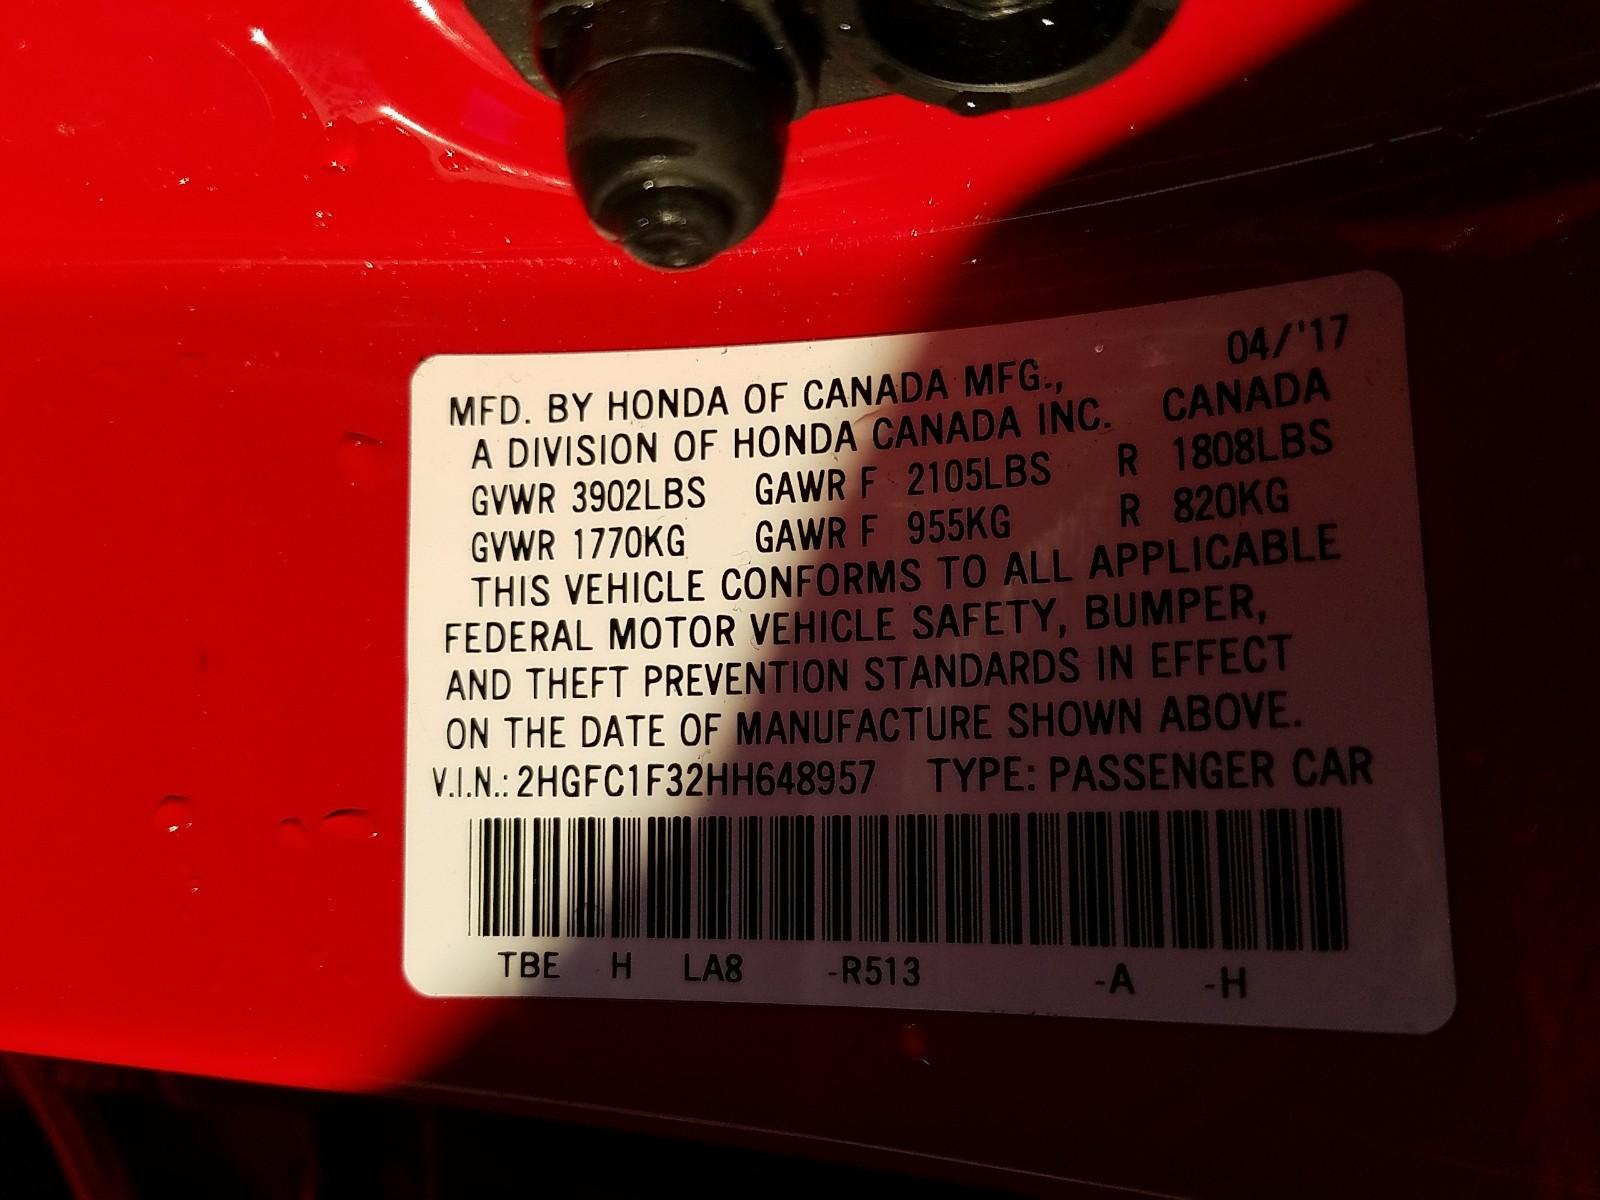 04/'17
MFD. BY HONDA OF CANADA MFG.,
A DIVISION OF HONDA CANADA INC. CANADA
GVWR 3902LBS GAWR F 2105LBS R 1808LBS
GVWR 1770KG GAWR F 955KG R 820KG
THIS VEHICLE CONFORMS TO ALL APPLICABLE
FEDERAL MOTOR VEHICLE SAFETY, BUMPER,
AND THEFT PREVENTION STANDARDS IN EFFECT
ON THE DATE OF MANUFACTURE SHOWN ABOVE.
V.I.N.: 2HGFC1F32HH648957 TYPE: PASSENGER CAR
TBE H LA8 -R513 -A -H